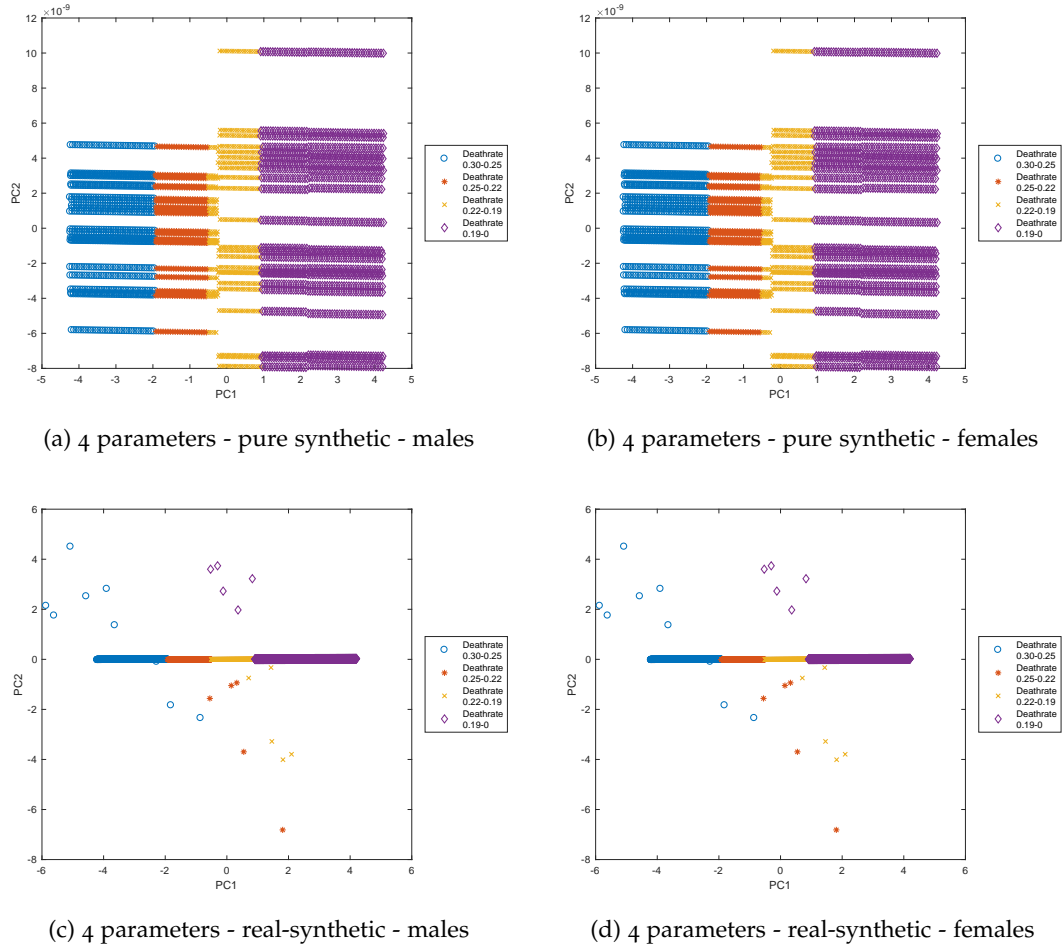 ×10⁻⁹
12
10
8
6
4
2
0
-2
-4
-6
-8
PC2
-5 -4 -3 -2 -1 0 1 2 3 4 5
PC1
Deathrate
0.30-0.25
Deathrate
0.25-0.22
Deathrate
0.22-0.19
Deathrate
0.19-0
(a) 4 parameters - pure synthetic - males
×10⁻⁹
12
10
8
6
4
2
0
-2
-4
-6
-8
PC2
-5 -4 -3 -2 -1 0 1 2 3 4 5
PC1
Deathrate
0.30-0.25
Deathrate
0.25-0.22
Deathrate
0.22-0.19
Deathrate
0.19-0
(b) 4 parameters - pure synthetic - females
6
4
2
0
-2
-4
-6
-8
PC2
-6 -4 -2 0 2 4 6
PC1
Deathrate
0.30-0.25
Deathrate
0.25-0.22
Deathrate
0.22-0.19
Deathrate
0.19-0
(c) 4 parameters - real-synthetic - males
6
4
2
0
-2
-4
-6
-8
PC2
-6 -4 -2 0 2 4 6
PC1
Deathrate
0.30-0.25
Deathrate
0.25-0.22
Deathrate
0.22-0.19
Deathrate
0.19-0
(d) 4 parameters - real-synthetic - females